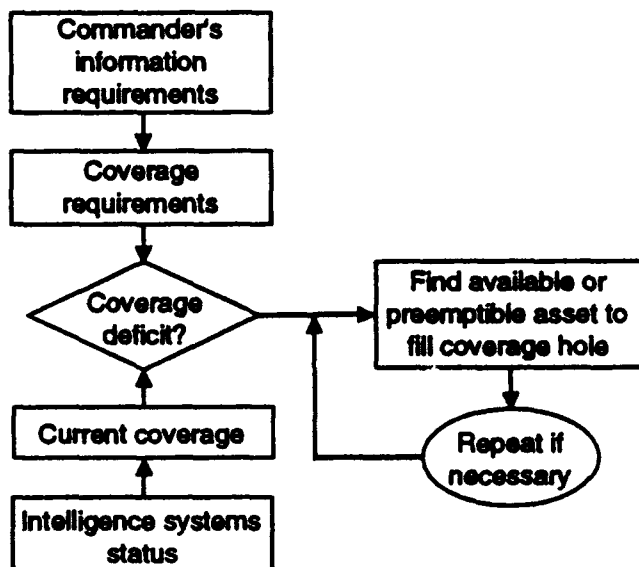 Commander's
information
requirements
Coverage
requirements
Coverage
deficit?
Find available or
preemptible asset to
fill coverage hole
Current coverage
Repeat if
necessary
Intelligence systems
status